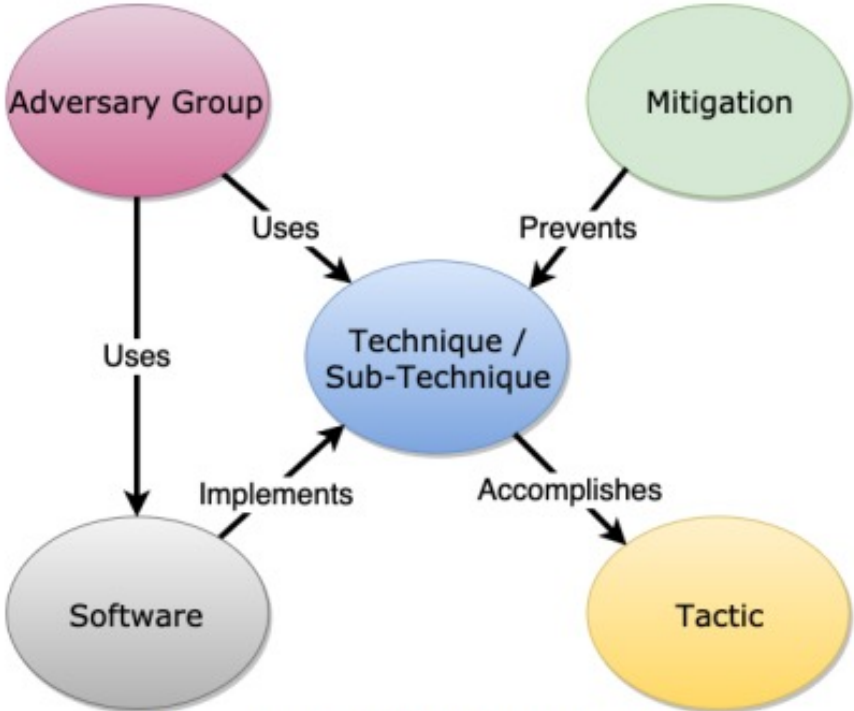 Adversary Group
Mitigation
Uses
Prevents
Technique /
Sub-Technique
Uses
Implements
Accomplishes
Software
Tactic